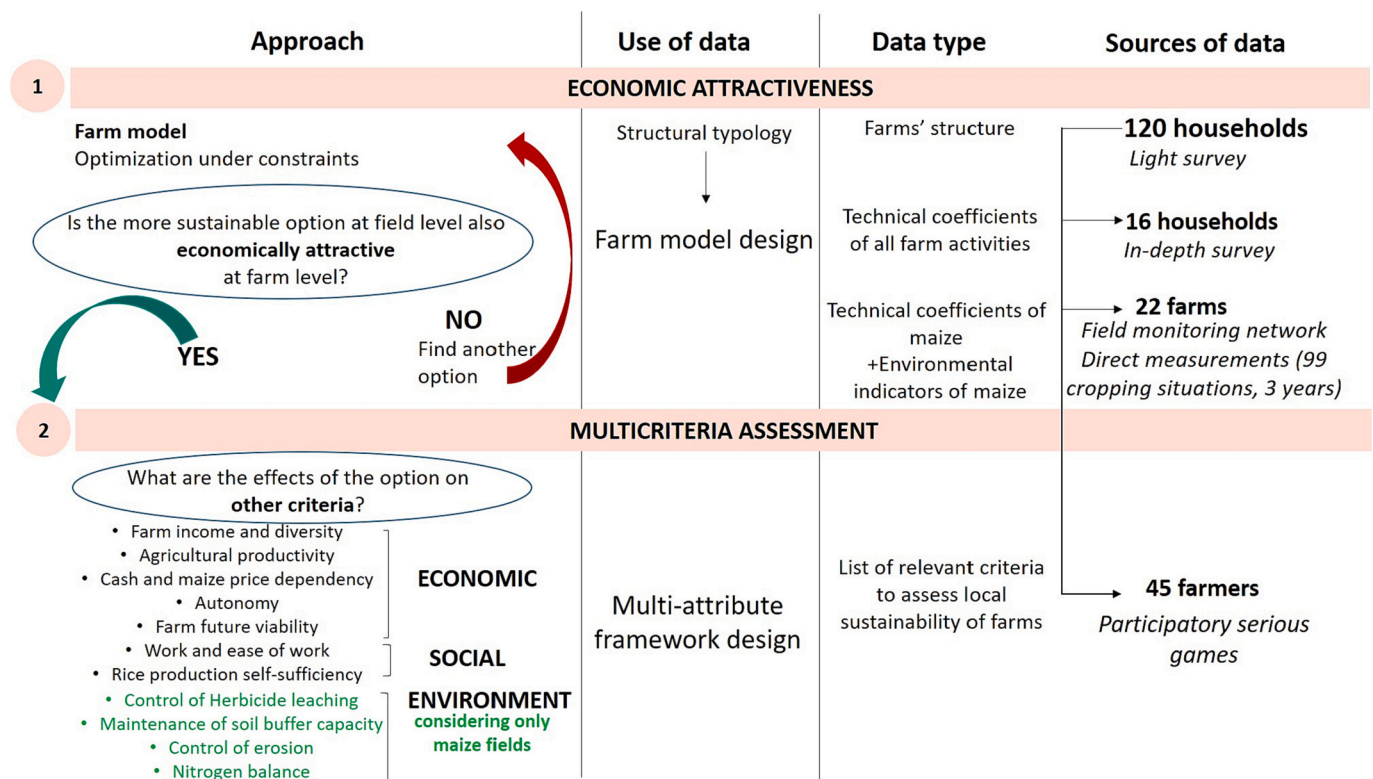 Approach
Use of data
Data type
Sources of data
1
ECONOMIC ATTRACTIVENESS
Farm model
Optimization under constraints
Is the more sustainable option at field level also
economically attractive
at farm level?
YES
NO
Find another
option
Structural typology
Farm model design
Farms' structure
Technical coefficients
of all farm activities
Technical coefficients of
maize
+Environmental
indicators of maize
120 households
Light survey
16 households
In-depth survey
22 farms
Field monitoring network
Direct measurements (99
cropping situations, 3 years)
2
MULTICRITERIA ASSESSMENT
What are the effects of the option on
other criteria?
• Farm income and diversity
• Agricultural productivity
• Cash and maize price dependency
• Autonomy
• Farm future viability
ECONOMIC
• Work and ease of work
• Rice production self-sufficiency
SOCIAL
• Control of Herbicide leaching
• Maintenance of soil buffer capacity
• Control of erosion
• Nitrogen balance
ENVIRONMENT
considering only
maize fields
Multi-attribute
framework design
List of relevant criteria
to assess local
sustainability of farms
45 farmers
Participatory serious
games